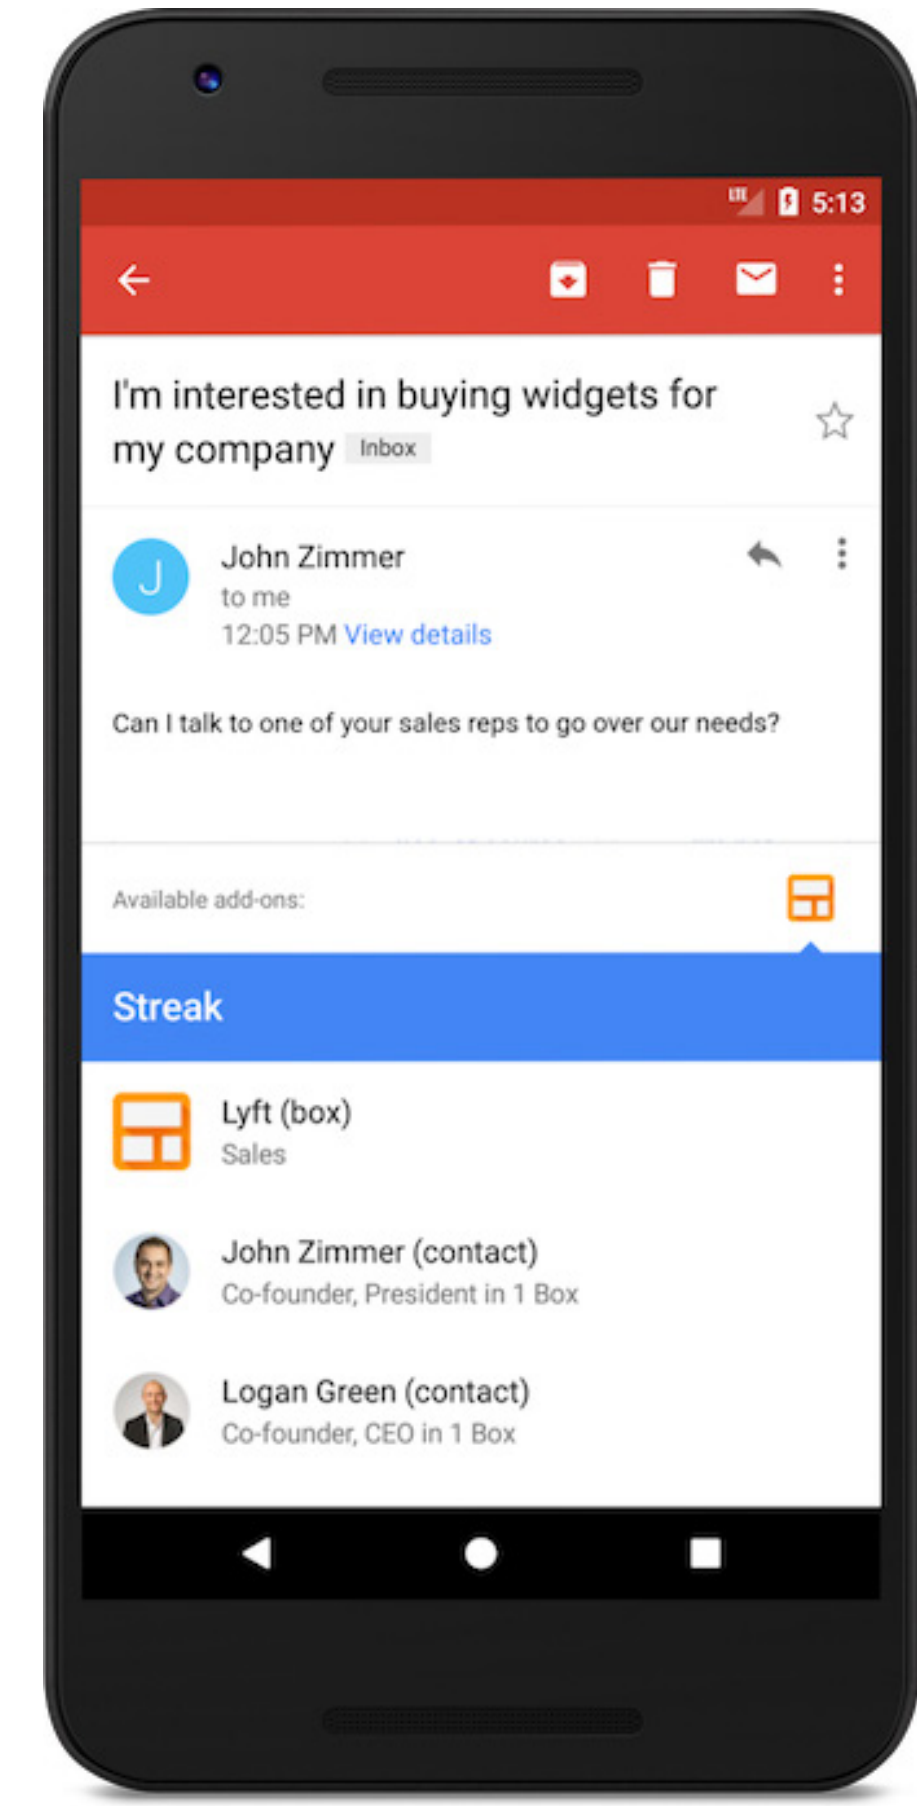 LTE 5:13
I'm interested in buying widgets for
my company Inbox
J
John Zimmer
to me
12:05 PM View details
Can I talk to one of your sales reps to go over our needs?
Available add-ons:
Streak
Lyft (box)
Sales
John Zimmer (contact)
Co-founder, President in 1 Box
Logan Green (contact)
Co-founder, CEO in 1 Box